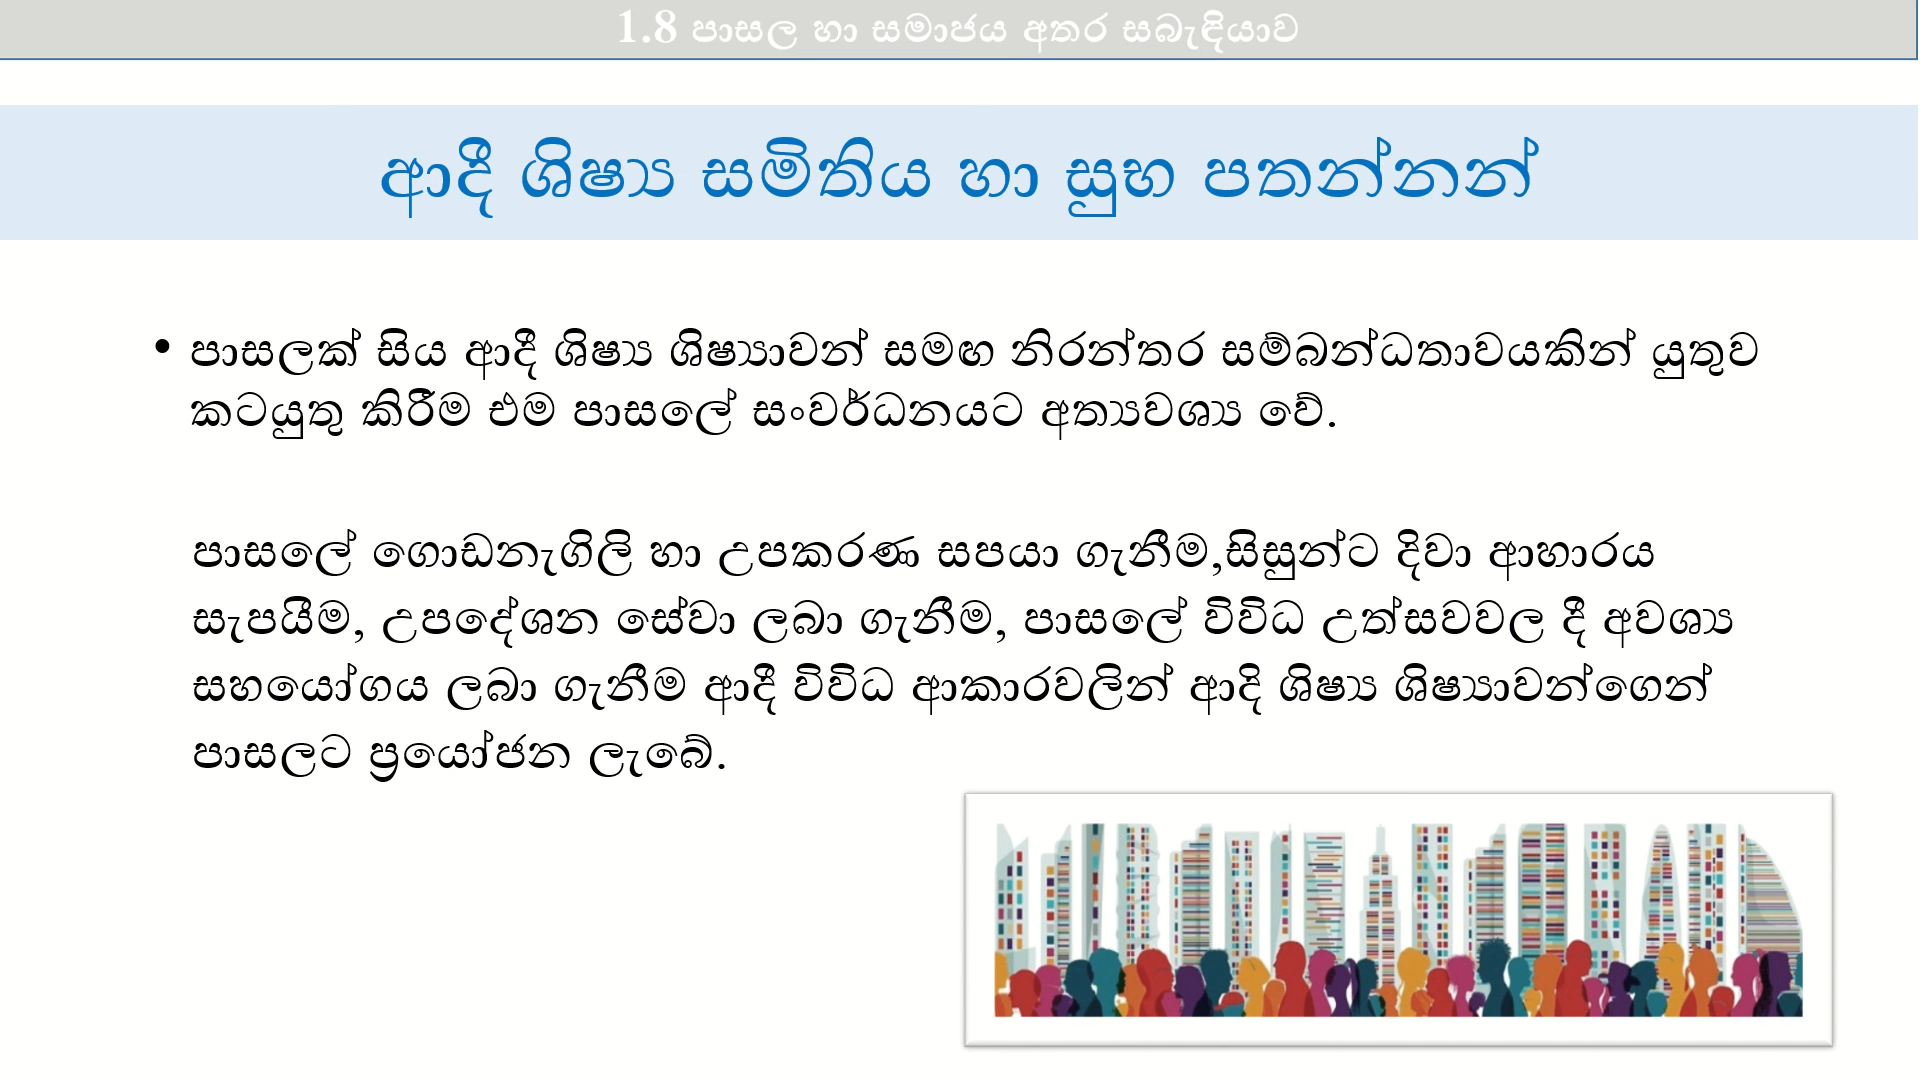 1.8 පාසල හා සමාජය අතර සබැඳියාව
ආදී ශිෂ්‍ය සමිතිය හා සුභ පතන්නන්
• පාසලක් සිය ආදී ශිෂ්‍ය ශිෂ්‍යාවන් සමඟ නිරන්තර සම්බන්ධතාවයකින් යුතුව
කටයුතු කිරීම එම පාසලේ සංවර්ධනයට අත්‍යවශ්‍ය වේ.
පාසලේ ගොඩනැගිලි හා උපකරණ සපයා ගැනීම,සිසුන්ට දිවා ආහාරය
සැපයීම, උපදේශන සේවා ලබා ගැනීම, පාසලේ විවිධ උත්සවවල දී අවශ්‍ය
සහයෝගය ලබා ගැනීම ආදී විවිධ ආකාරවලින් ආදි ශිෂ්‍ය ශිෂ්‍යාවන්ගෙන්
පාසලට ප්‍රයෝජන ලැබේ.